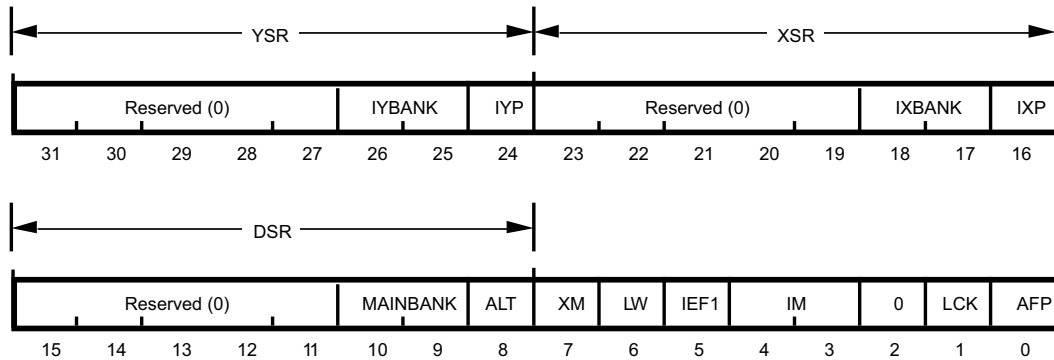 YSR XSR
Reserved (0) IYBANK IYP Reserved (0) IXBANK IXP
31 30 29 28 27 26 25 24 23 22 21 20 19 18 17 16
DSR
Reserved (0) MAINBANK ALT XM LW IEF1 IM 0 LCK AFP
15 14 13 12 11 10 9 8 7 6 5 4 3 2 1 0